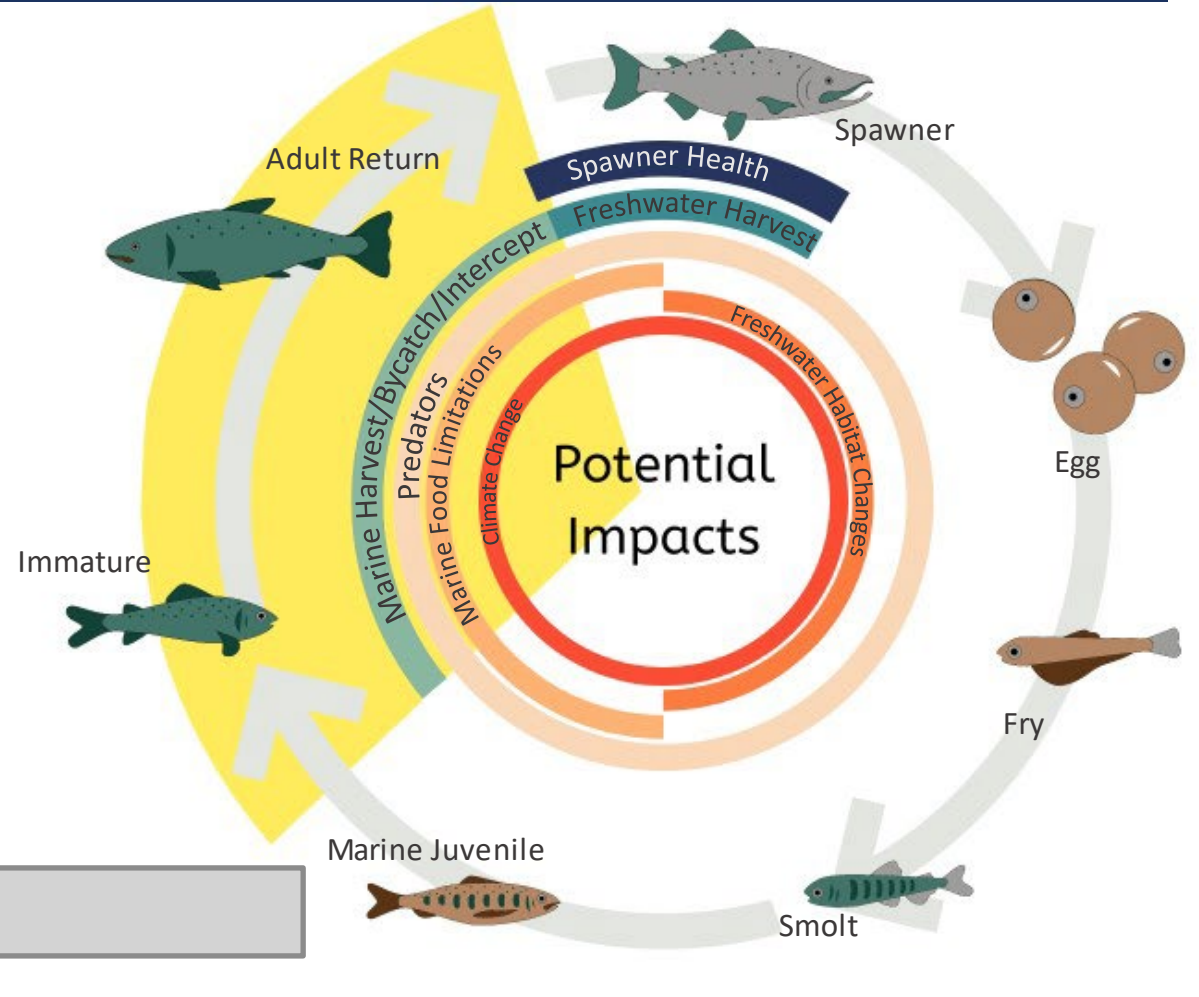 Spawner
Adult Return
Spawner Health
Freshwater Harvest
Marine Harvest/Bycatch/Intercept
Predators
Marine Food Limitations
Climate Change
Freshwater Habitat Changes
Potential
Impacts
Egg
Immature
Fry
Marine Juvenile
Smolt